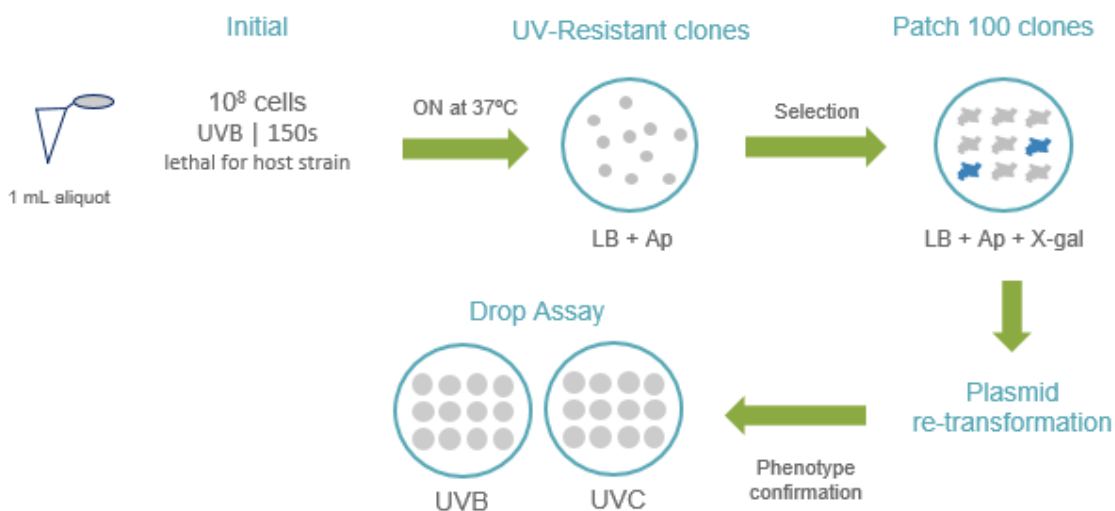 Initial
UV-Resistant clones
Patch 100 clones
10⁸ cells
UVB | 150s
lethal for host strain
ON at 37ºC
Selection
1 mL aliquot
LB + Ap
LB + Ap + X-gal
Drop Assay
Plasmid
re-transformation
Phenotype
confirmation
UVB
UVC